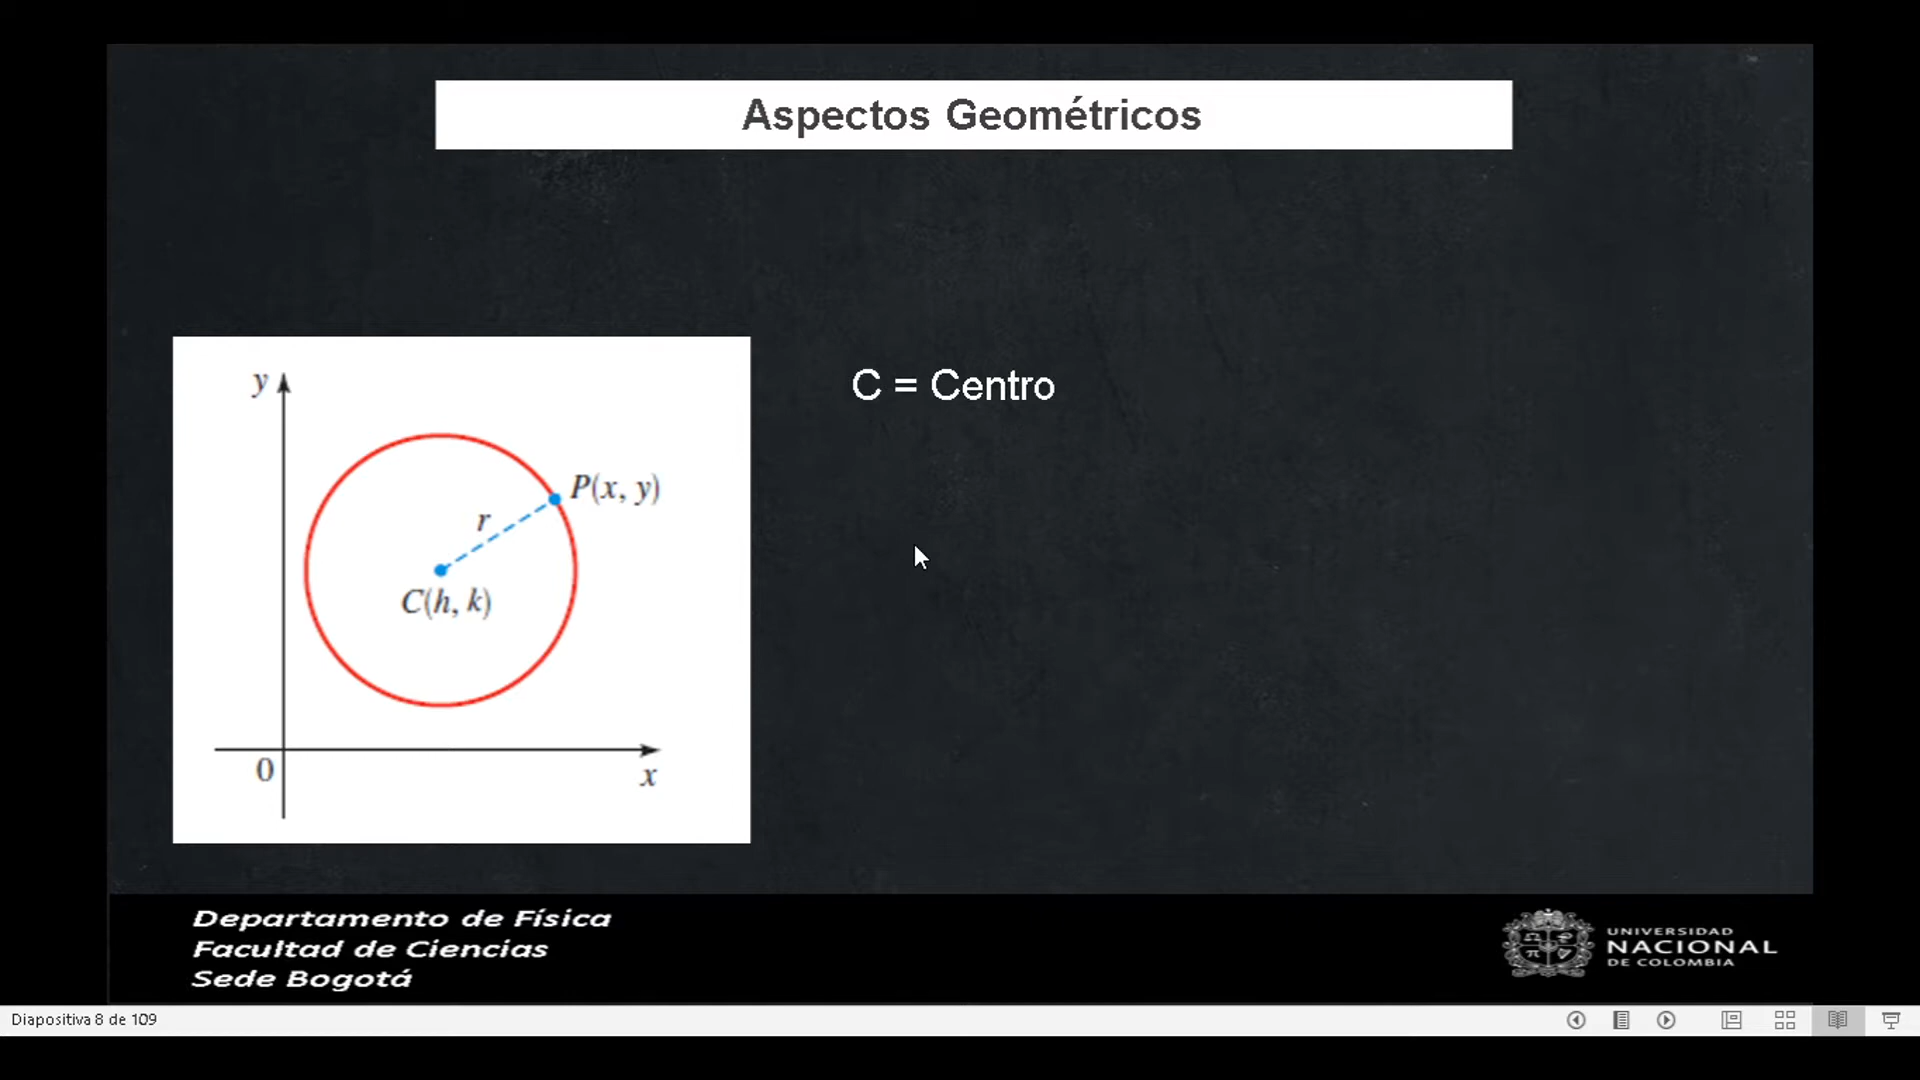 Aspectos Geométricos
C = Centro
y
P(x, y)
r
C(h, k)
0
x
Departamento de Física
Facultad de Ciencias
Sede Bogotá
UNIVERSIDAD
NACIONAL
DE COLOMBIA
Diapositiva 8 de 109